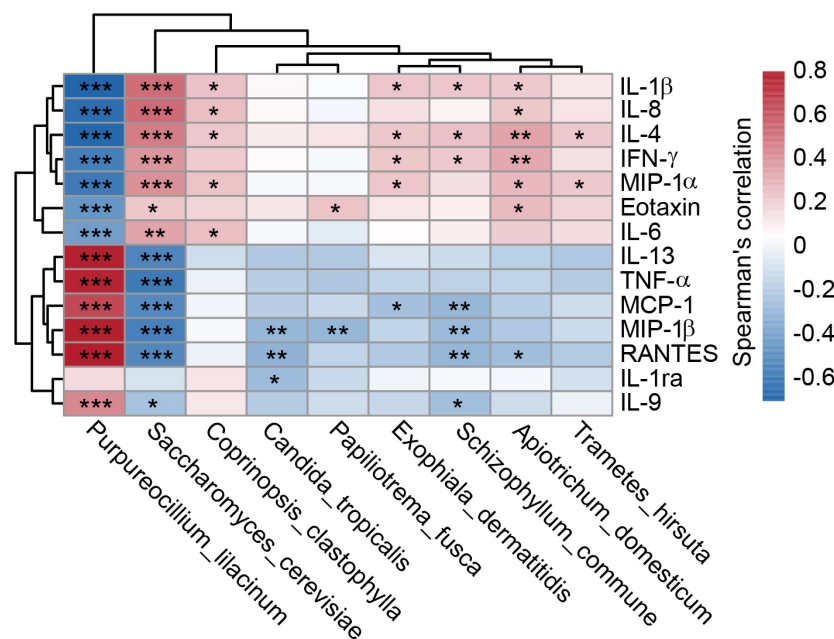 *** *** * * * * IL-1β
*** *** * * IL-8
*** *** * * * ** * IL-4
*** *** * * ** IFN-γ
*** *** * * * * MIP-1α
*** * * * Eotaxin
*** ** * IL-6
*** *** IL-13
*** *** TNF-α
*** *** * ** MCP-1
*** *** ** ** ** MIP-1β
*** *** ** ** * RANTES
* IL-1ra
*** * * IL-9
Purpureocillium_lilacinum
Saccharomyces_cerevisiae
Coprinopsis_clastophylla
Candida_tropicalis
Papiliotrema_fusca
Exophiala_dermatitidis
Schizophyllum_commune
Apiotrichum_domesticum
Trametes_hirsuta
0.8
0.6
0.4
0.2
0
-0.2
-0.4
-0.6
Spearman's correlation